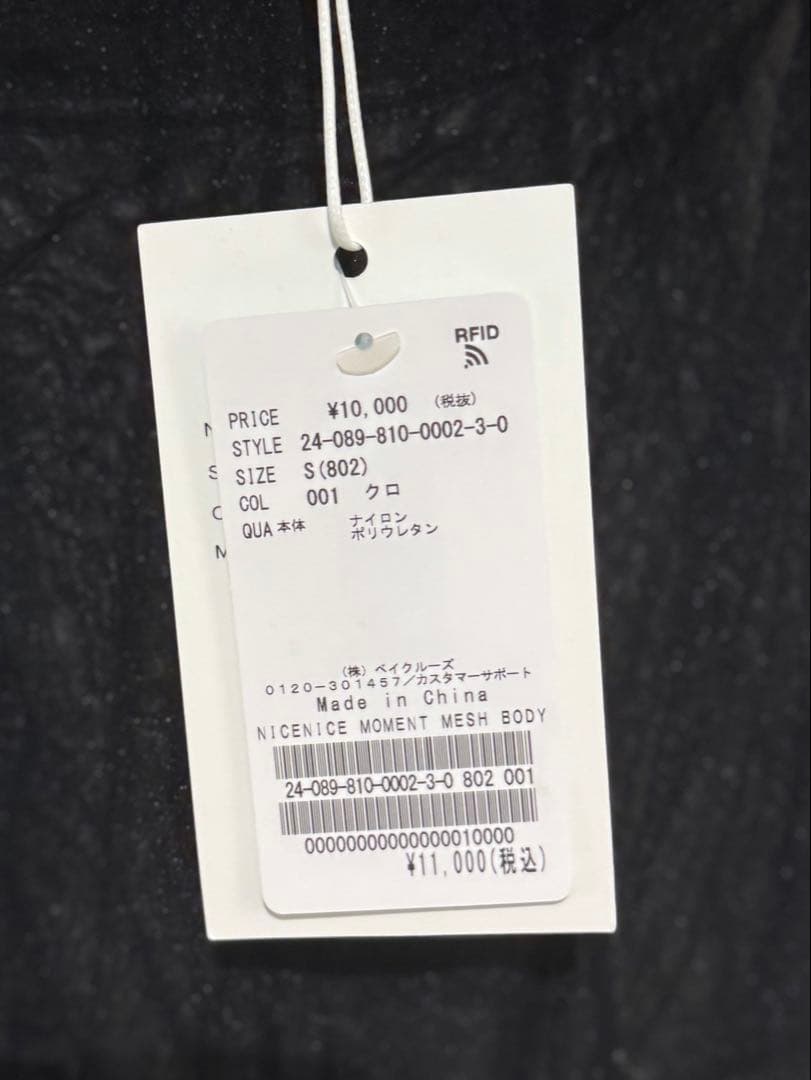 RFID
PRICE ¥10,000 (税抜)
STYLE 24-089-810-0002-3-0
SIZE S(802)
COL 001 クロ
QUA 本体 ナイロン
ポリウレタン
N
S
C
M
(株) ベイクルーズ
0120-301457/カスタマーサポート
Made in China
NICENICE MOMENT MESH BODY
24-089-810-0002-3-0 802 001
00000000000000010000
¥11,000(税込)